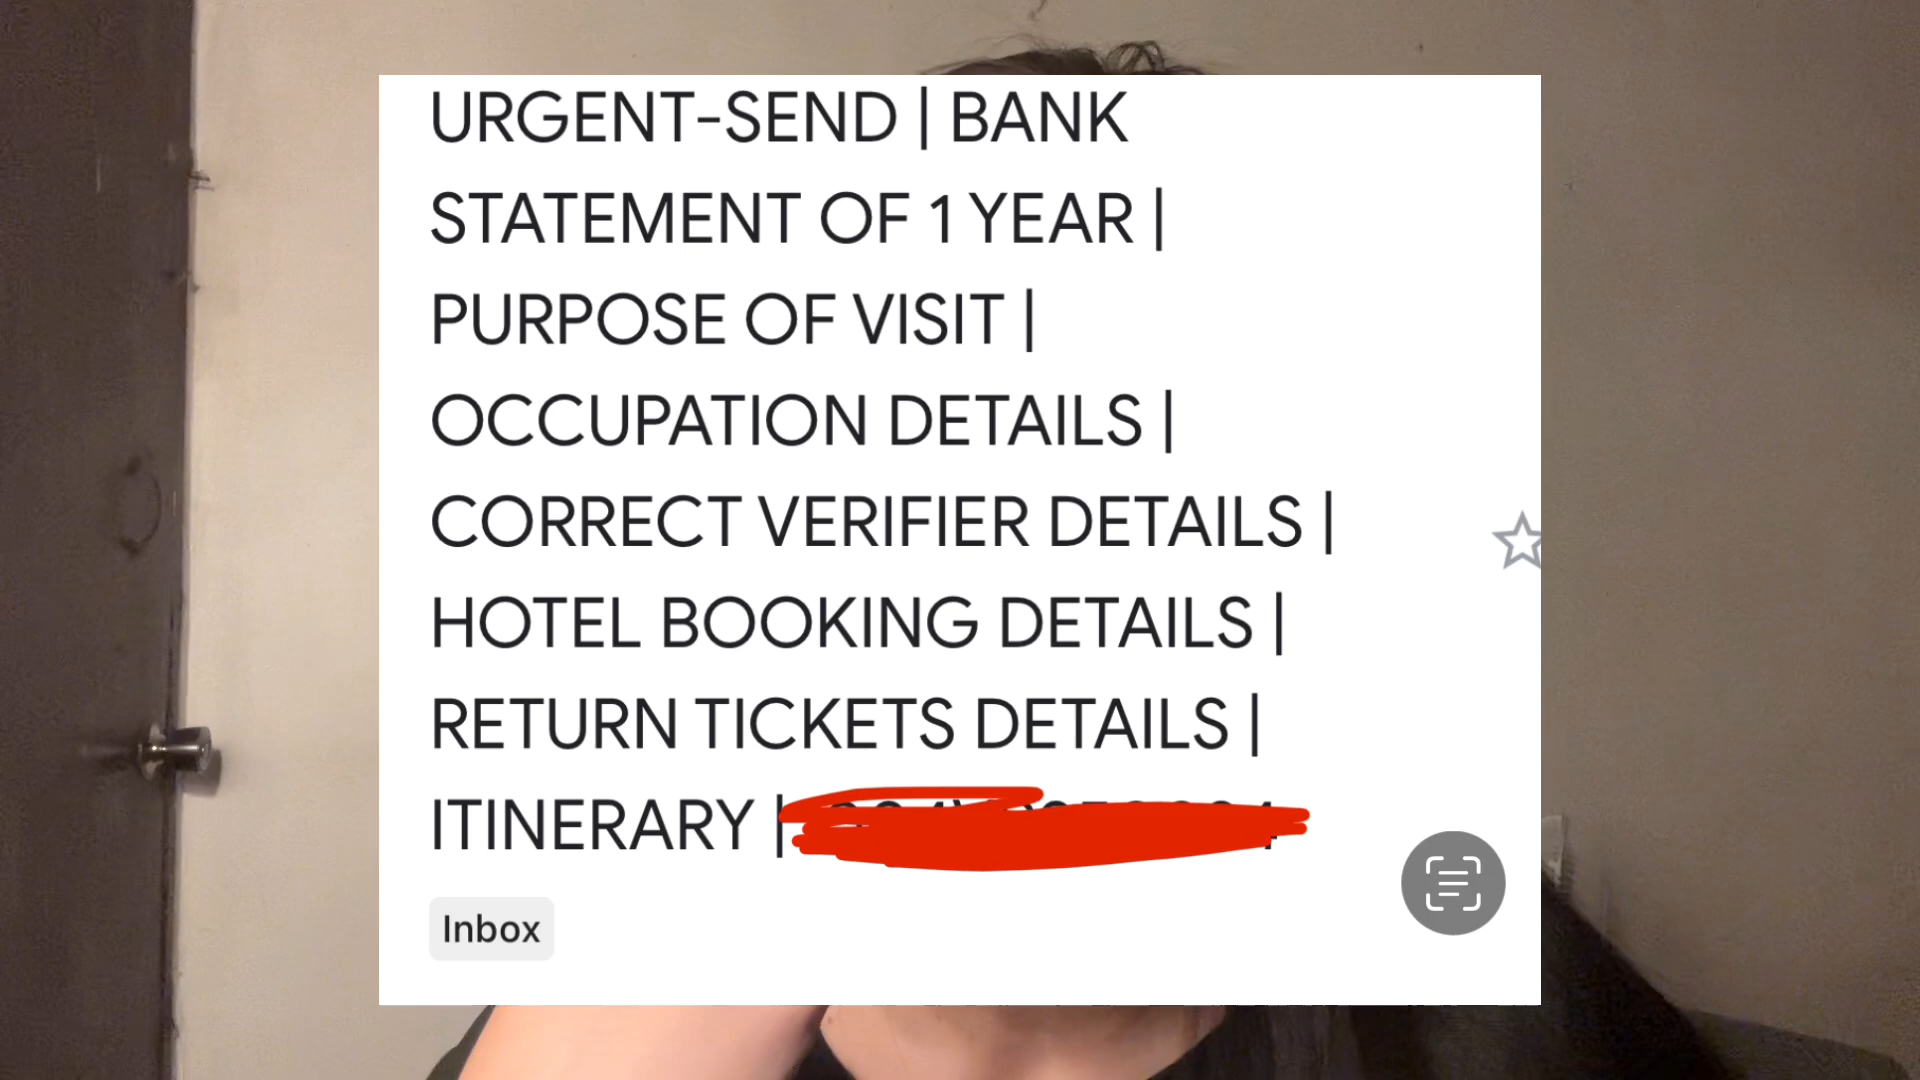 URGENT-SEND | BANK
STATEMENT OF 1 YEAR |
PURPOSE OF VISIT |
OCCUPATION DETAILS |
CORRECT VERIFIER DETAILS |
HOTEL BOOKING DETAILS |
RETURN TICKETS DETAILS |
ITINERARY |
Inbox